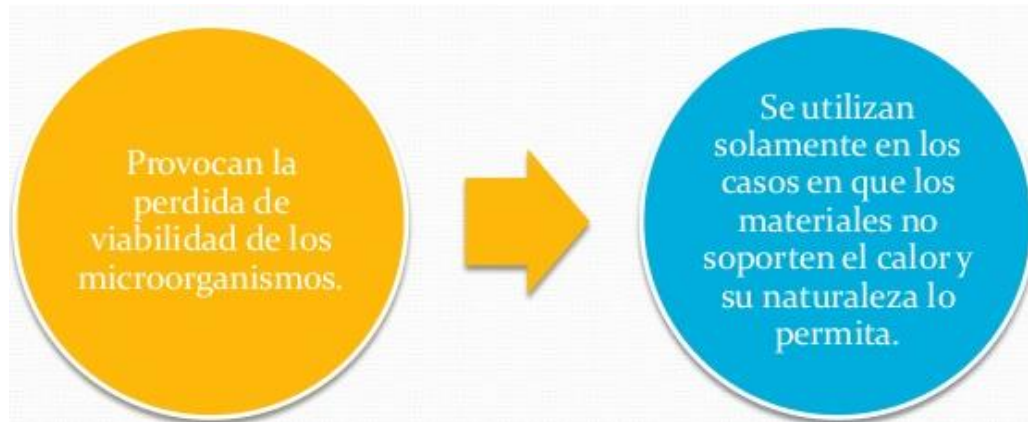 Provocan la
perdida de
viabilidad de los
microorganismos.
Se utilizan
solamente en los
casos en que los
materiales no
soporten el calor y
su naturaleza lo
permita.